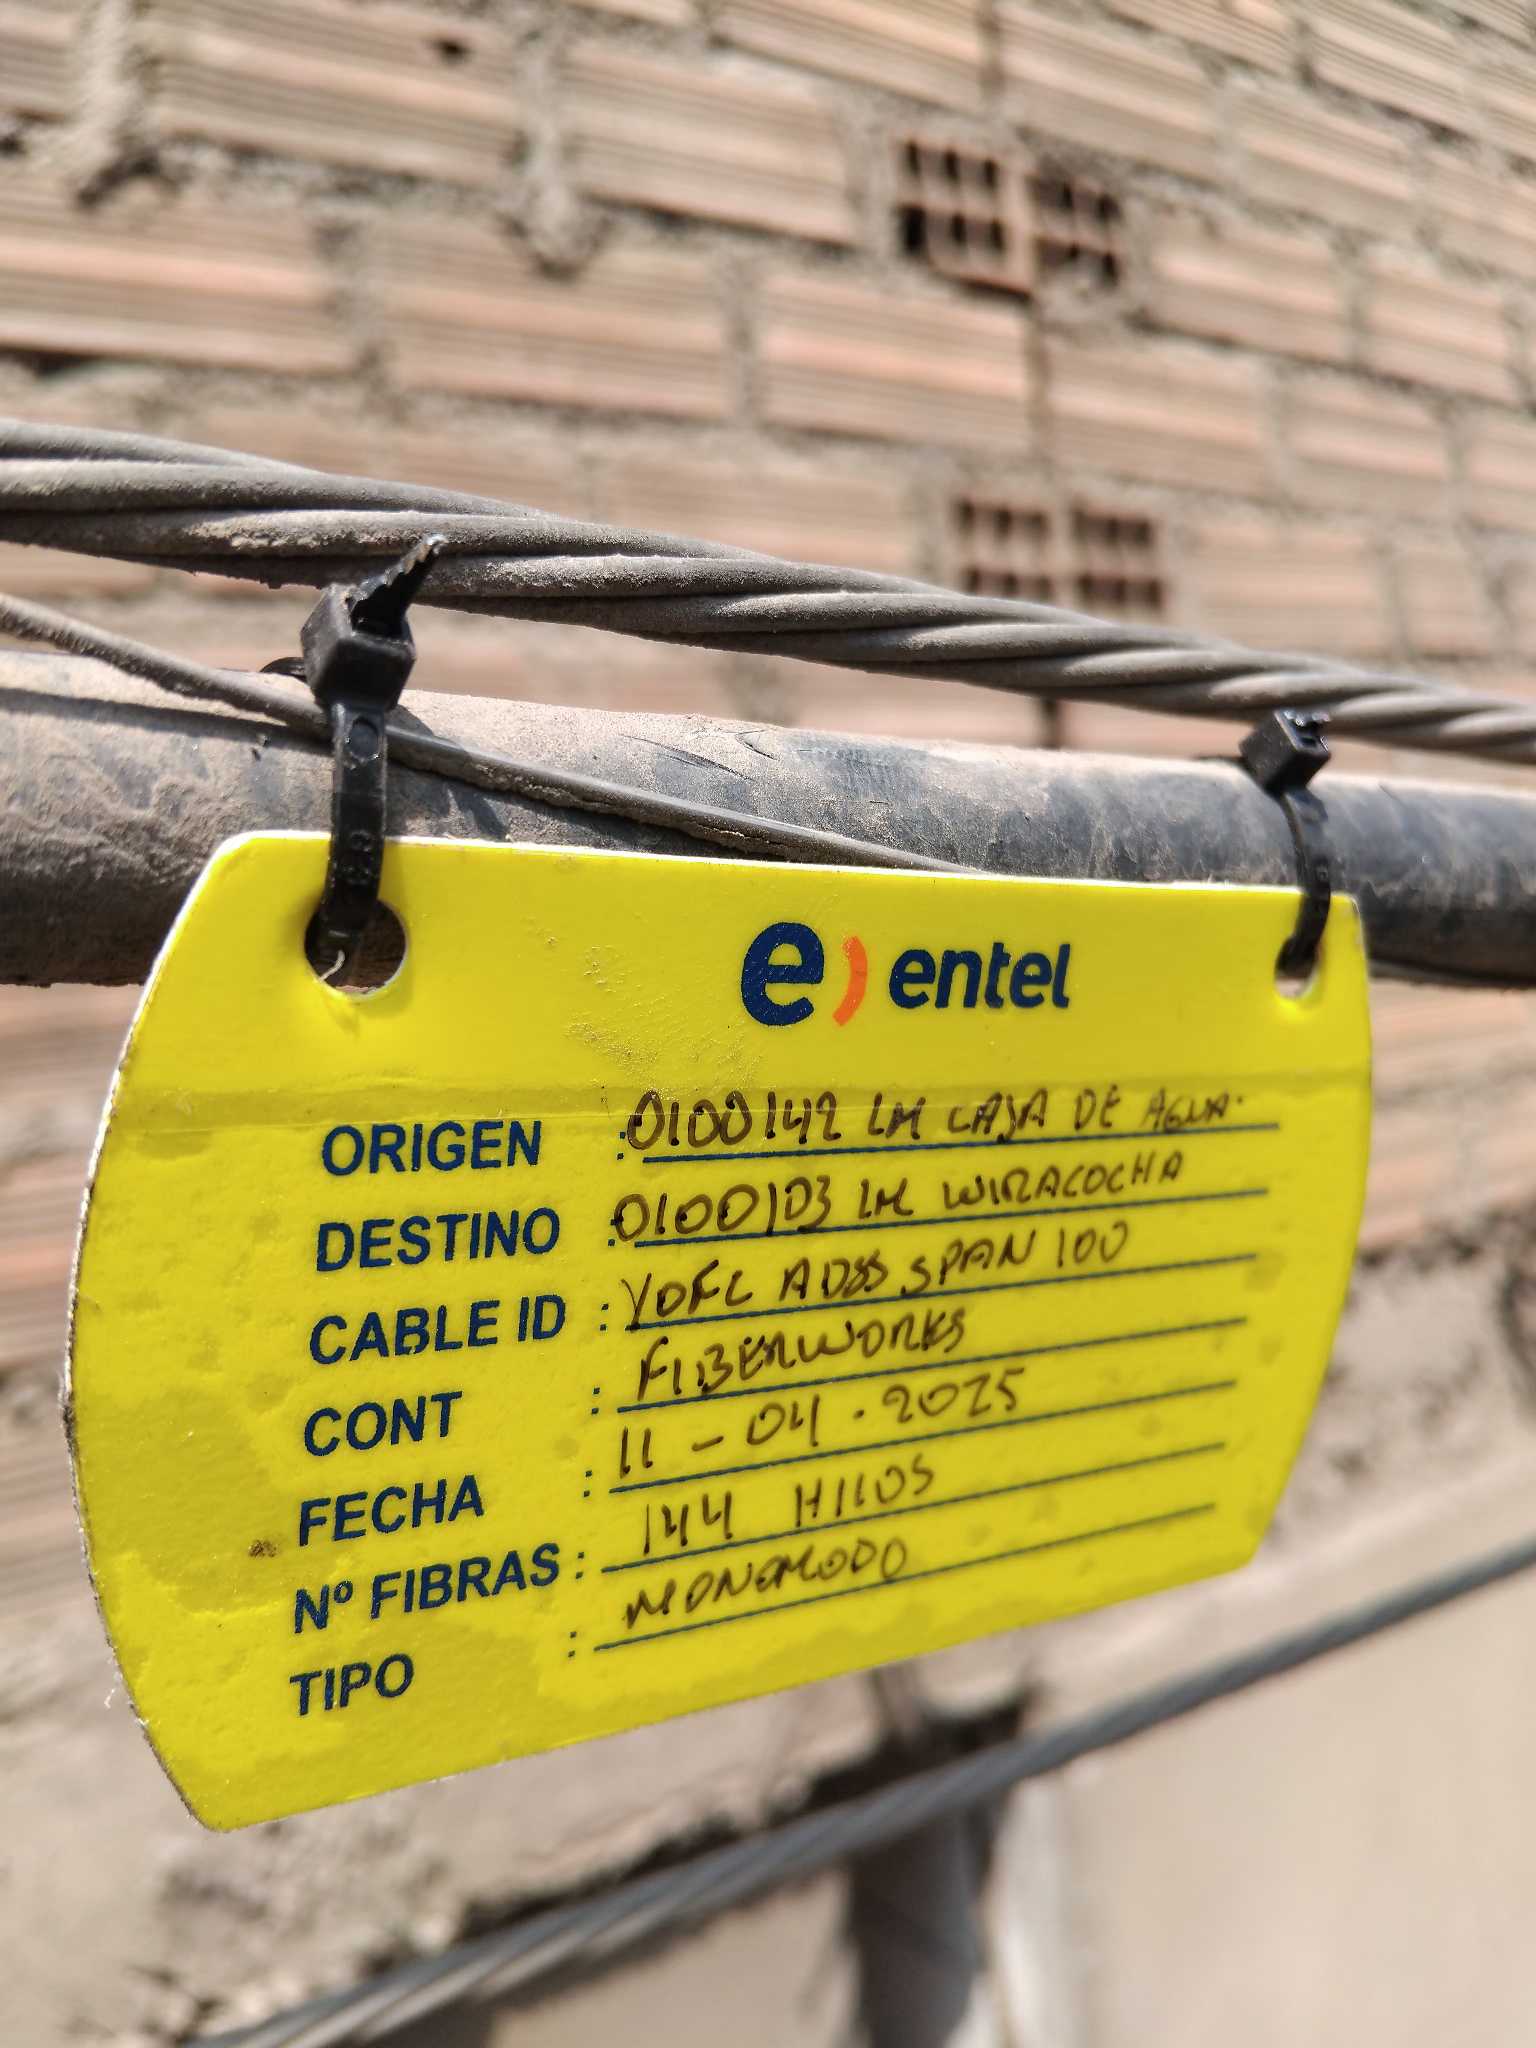 e) entel
ORIGEN : 0100142 LM CAJA DE AGUA.
DESTINO : 0100103 LM WIRACOCHA
CABLE ID : YOFC ADSS SPAN 100
CONT : FIBERWORKS
FECHA : 11-04.2025
Nº FIBRAS : 144 HILOS
TIPO : MONOMODO